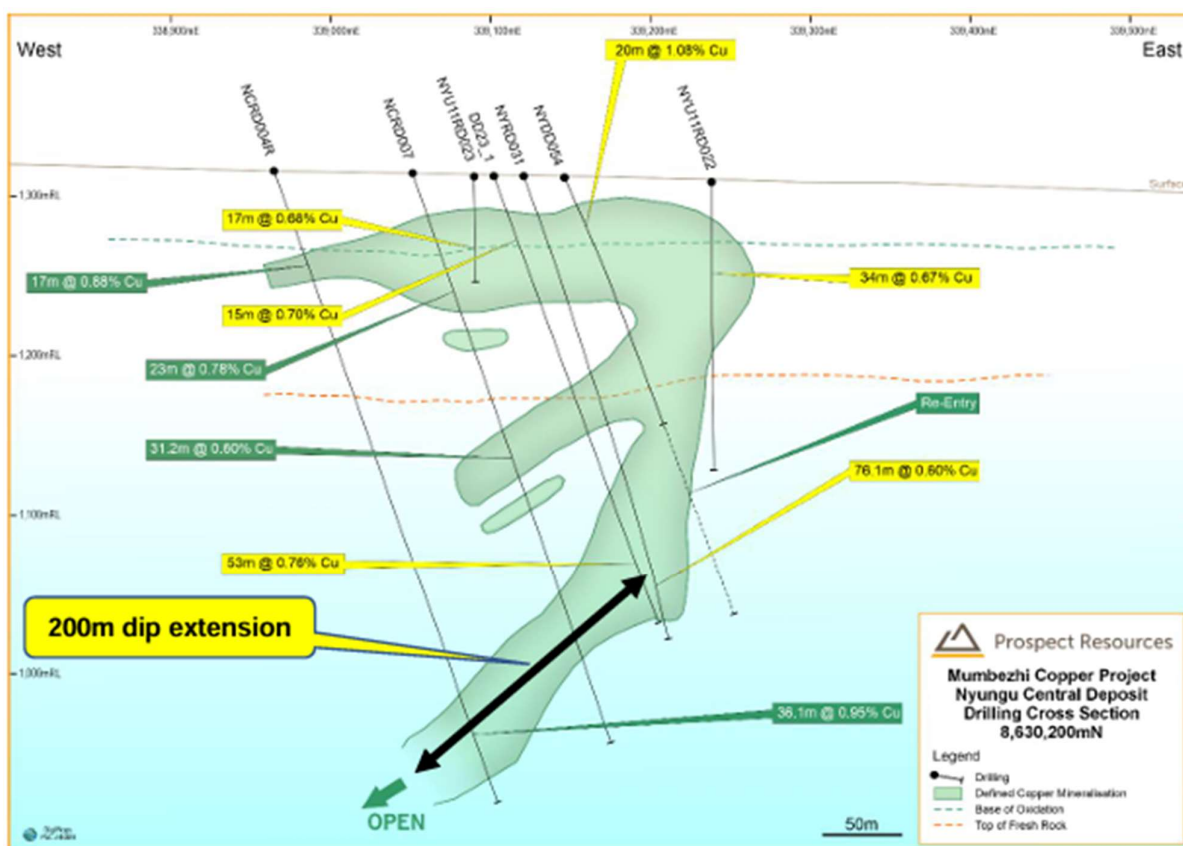 338,900mE
339,000mE
339,100mE
339,200mE
339,300mE
339,400mE
339,500mE
West
East
20m @ 1.08% Cu
NCRD004R
NCRD007
NYU11RD023
DD23_1
NYRD031
NYDD054
NYU11RD022
Surface
1,300mRL
17m @ 0.68% Cu
17m @ 0.88% Cu
34m @ 0.67% Cu
15m @ 0.70% Cu
1,200mRL
23m @ 0.78% Cu
Re-Entry
31.2m @ 0.60% Cu
76.1m @ 0.60% Cu
1,100mRL
53m @ 0.76% Cu
200m dip extension
1,000mRL
36.1m @ 0.95% Cu
OPEN
50m
Prospect Resources
Mumbezhi Copper Project
Nyungu Central Deposit
Drilling Cross Section
8,630,200mN
Legend
Drilling
Defined Copper Mineralisation
Base of Oxidation
Top of Fresh Rock